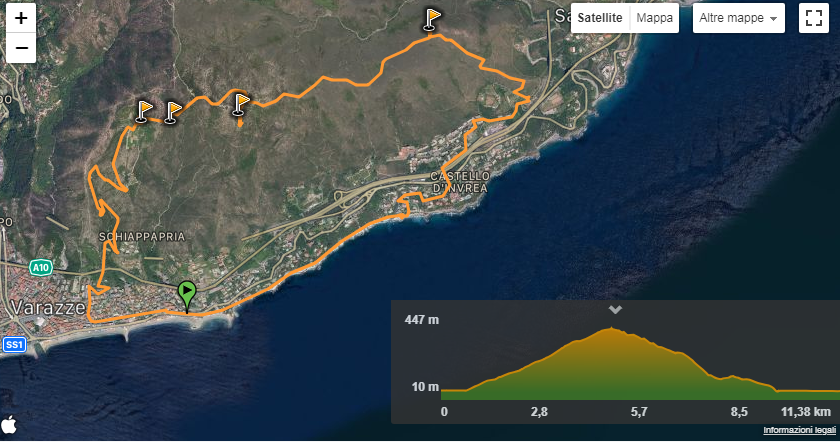 +
−
Sa
Satellite Mappa
Altre mappe
CASTELLO
D'INVREA
SCHIAPPAPRIA
A10
Varazze
SS1
447 m
10 m
0 2,8 5,7 8,5 11,38 km
Informazioni legali